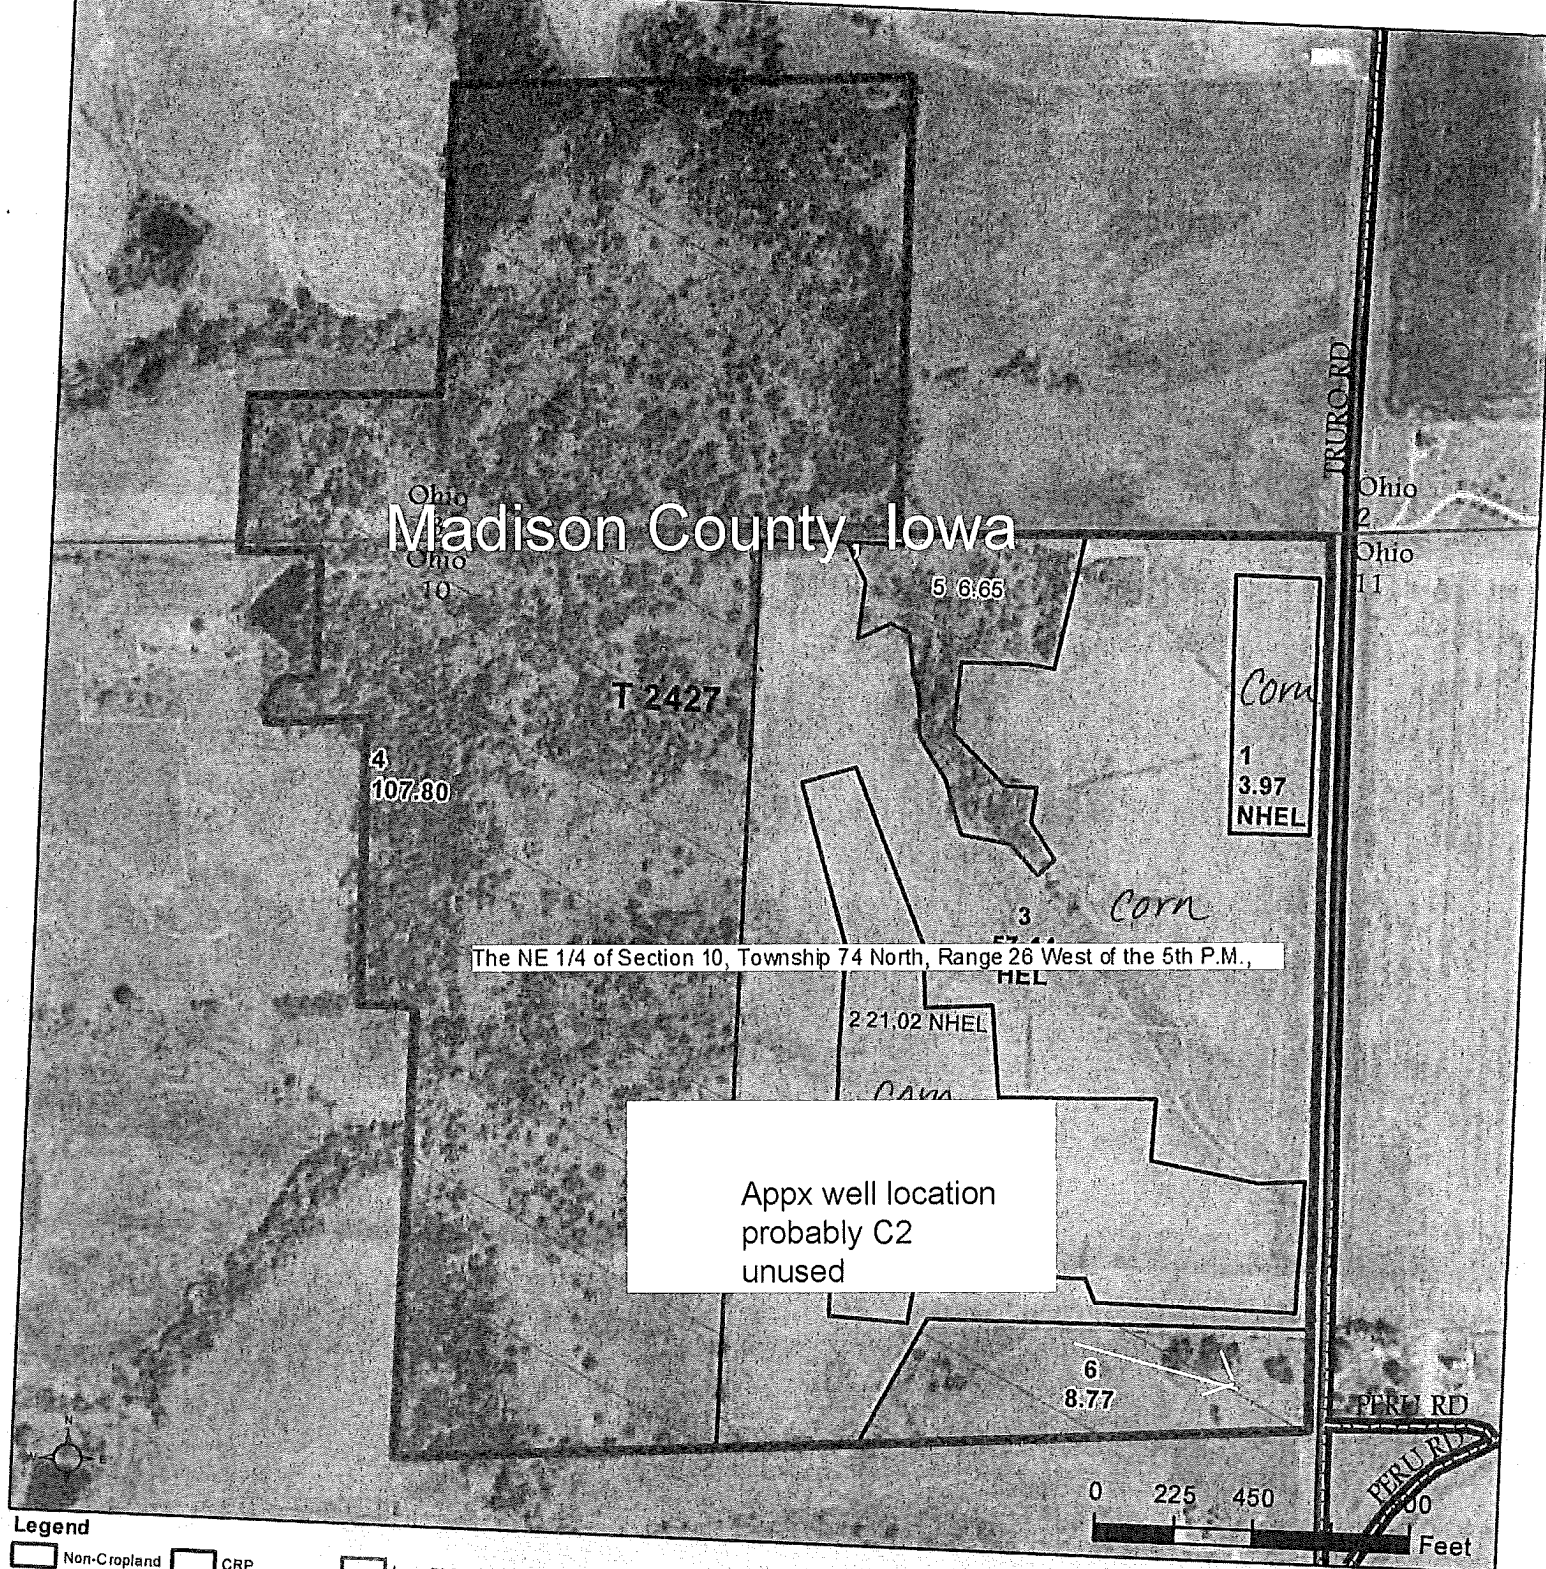 TRURO RD
Ohio
Madison County, Iowa
Ohio
10
Ohio
2
Ohio
11
5 6.65
T 2427
Corn
1
3.97
NHEL
4
107.80
Corn
3
The NE 1/4 of Section 10, Township 74 North, Range 26 West of the 5th P.M.,
HEL
2 21.02 NHEL
Corn
Appx well location
probably C2
unused
6
8.77
PERU RD
PERU RD
N
W E
0 225 450
Feet
Legend
Non-Cropland CRP